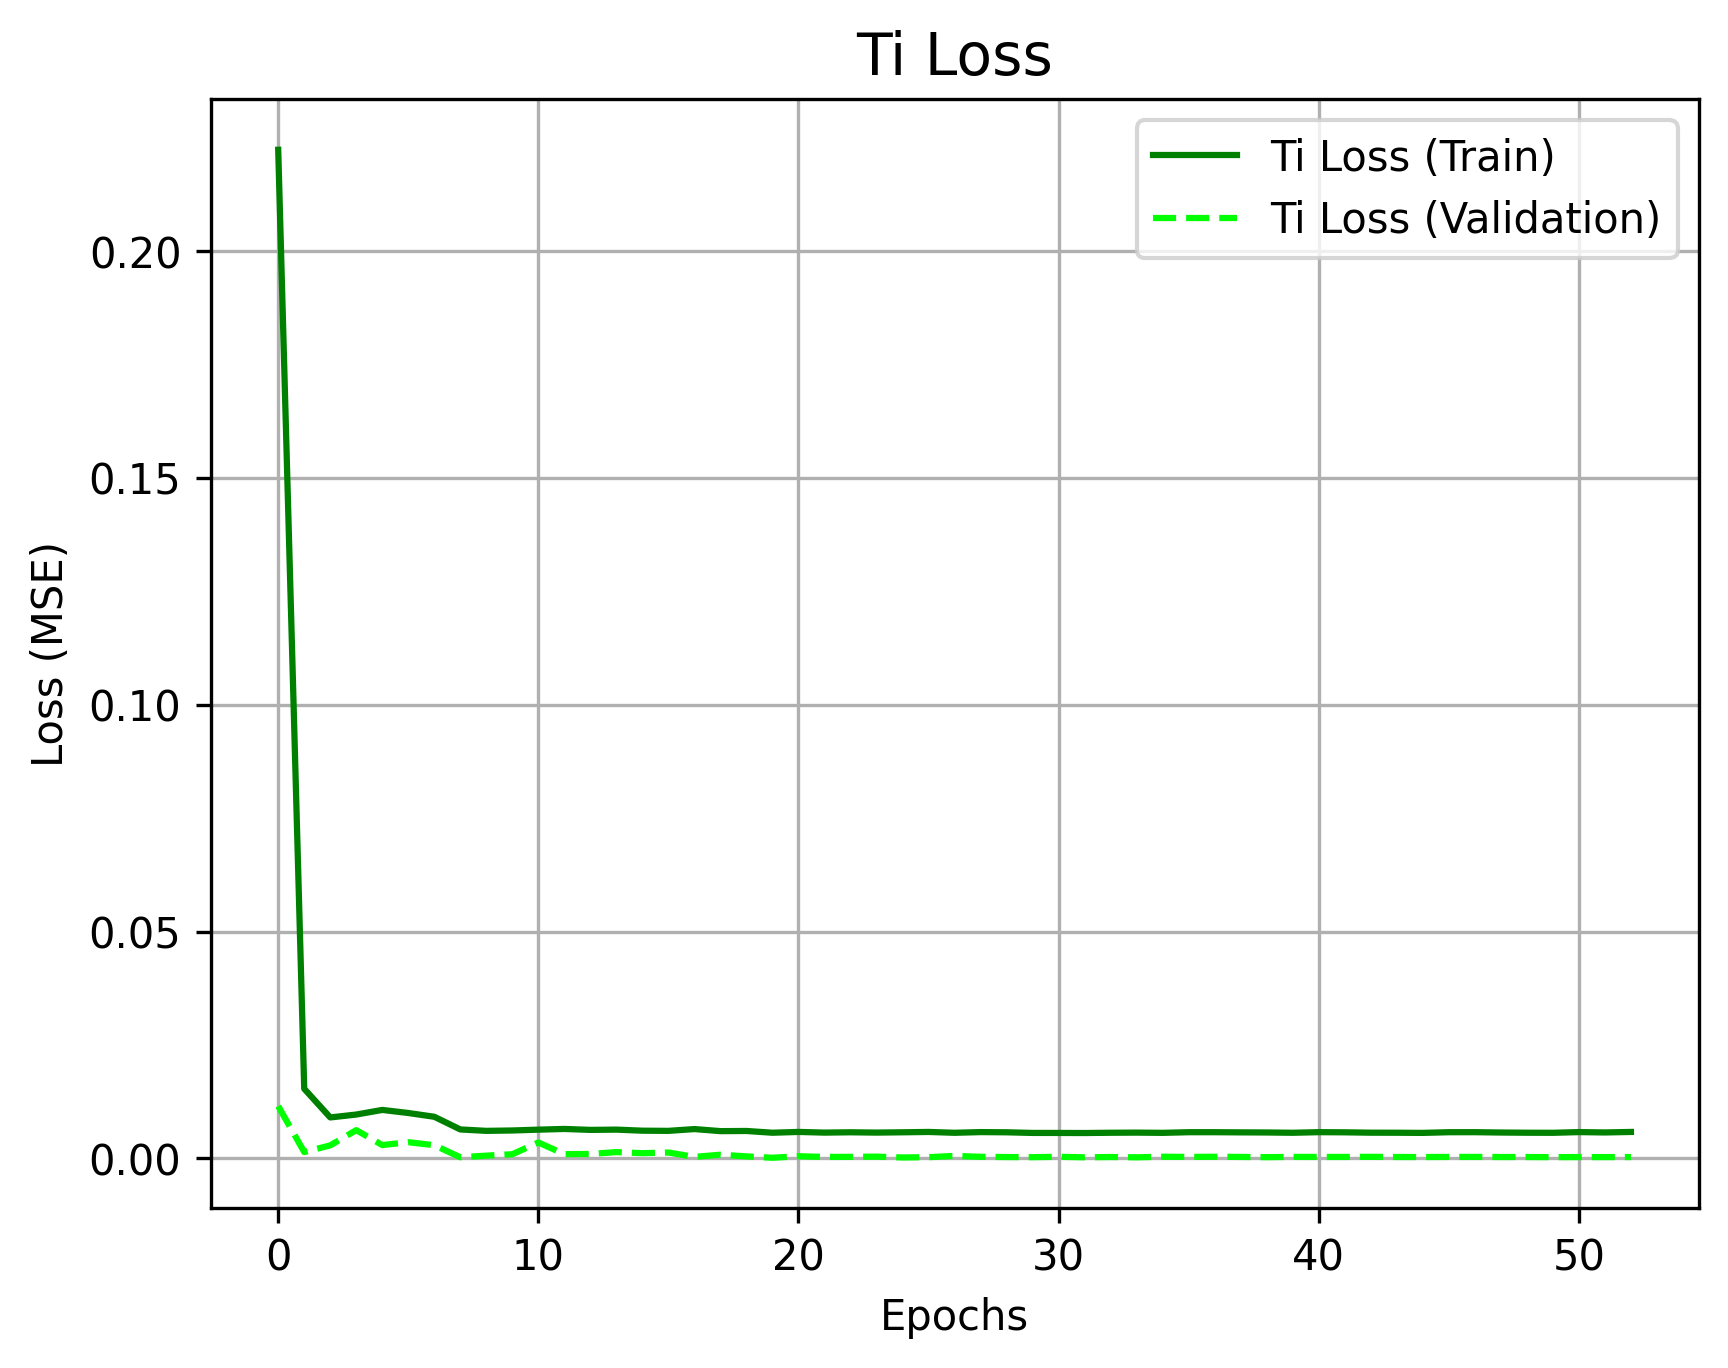 Ti Loss
Ti Loss (Train)
Ti Loss (Validation)
Loss (MSE)
0.20
0.15
0.10
0.05
0.00
0 10 20 30 40 50
Epochs